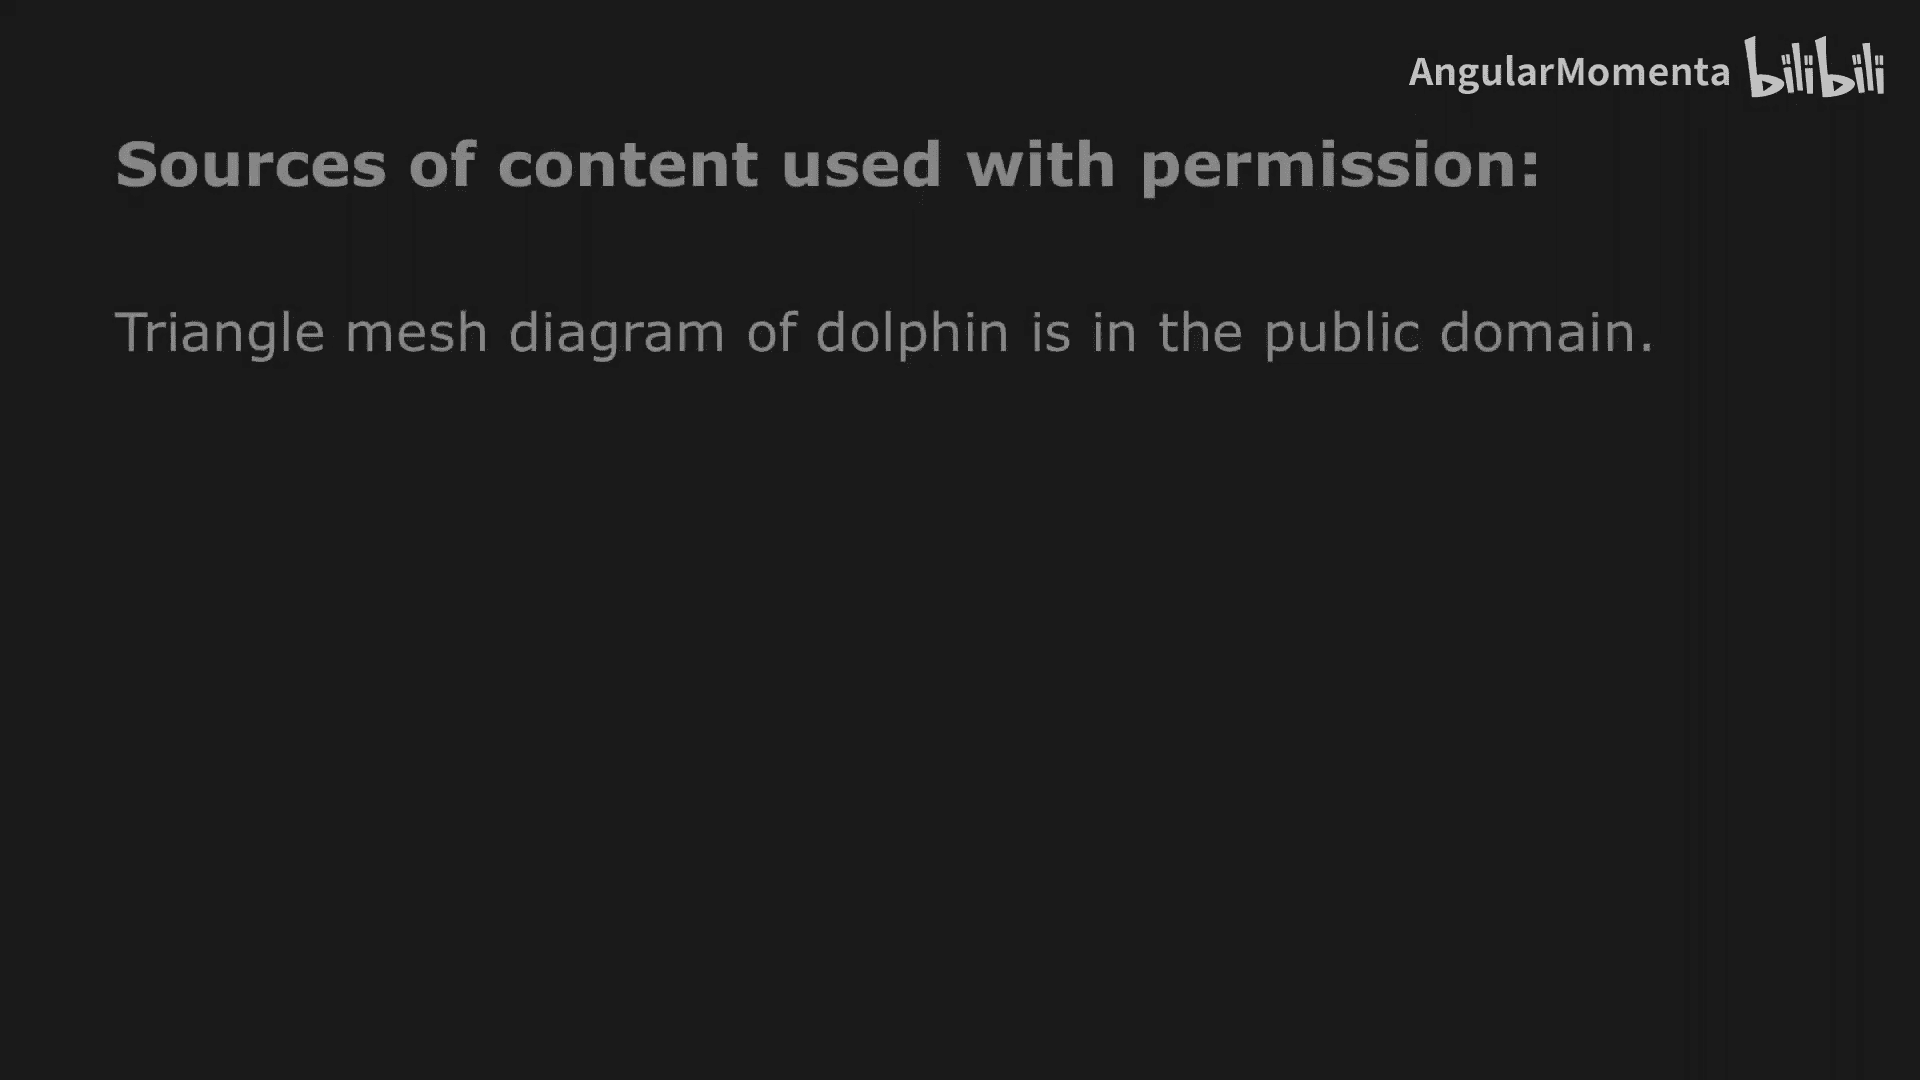 AngularMomenta bilibili
Sources of content used with permission:
Triangle mesh diagram of dolphin is in the public domain.